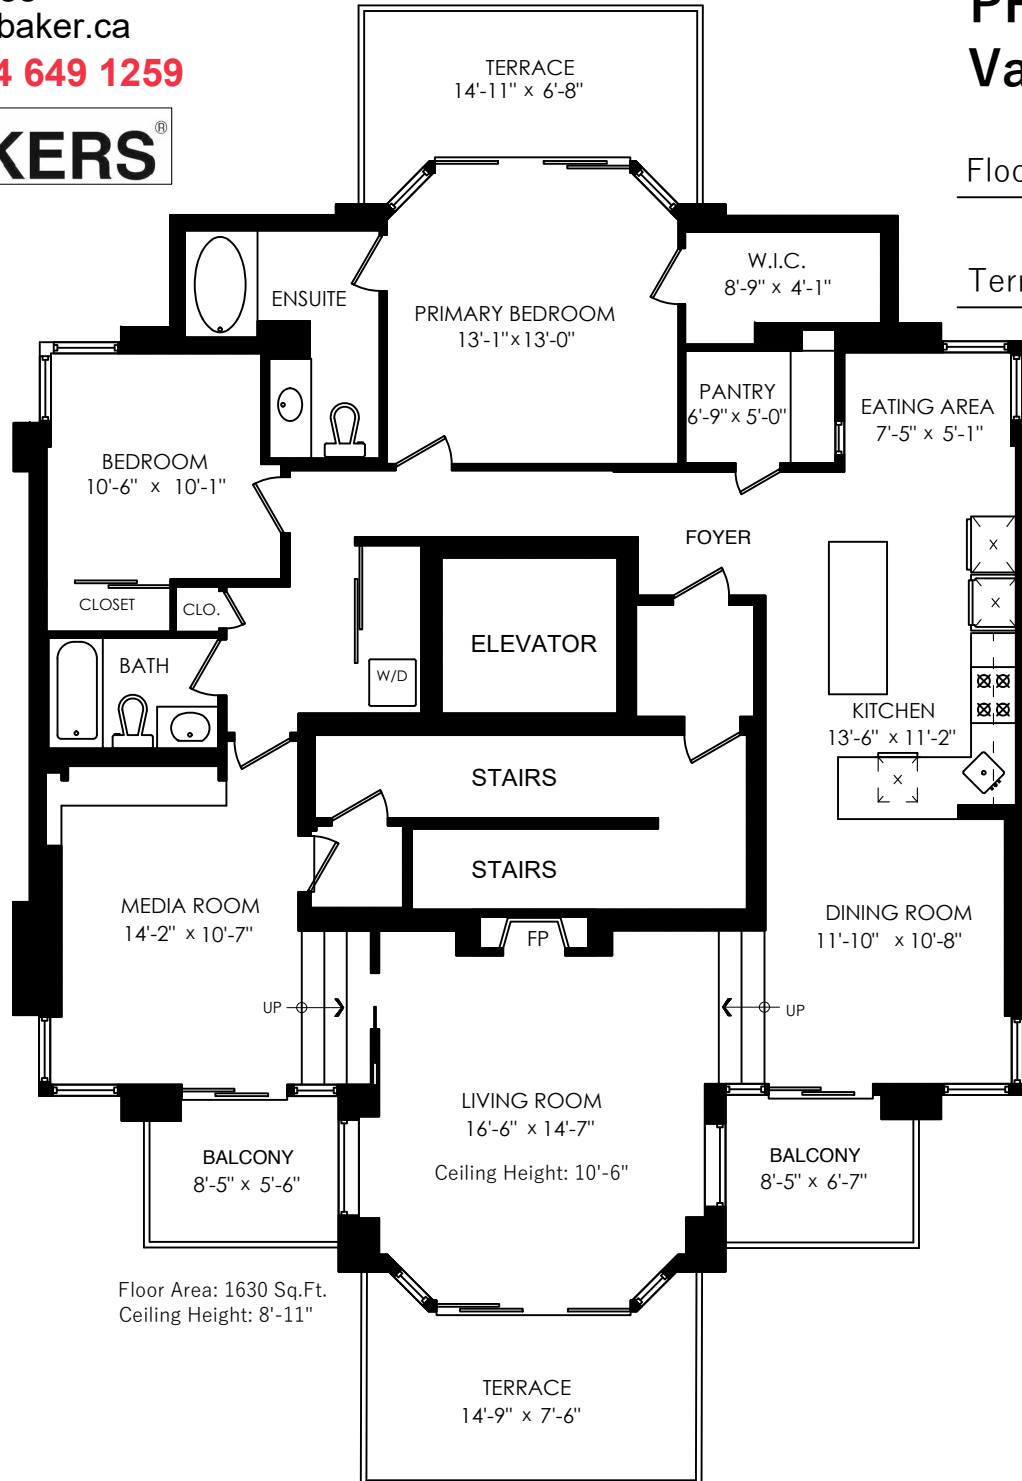 baker.ca
4 649 1259
KERS®
PH
Va
Floo
Terr
TERRACE
14'-11" x 6'-8"
W.I.C.
8'-9" x 4'-1"
ENSUITE
PRIMARY BEDROOM
13'-1" x 13'-0"
PANTRY
6'-9" x 5'-0"
EATING AREA
7'-5" x 5'-1"
BEDROOM
10'-6" x 10'-1"
FOYER
X
X
CLOSET
CLO.
ELEVATOR
BATH
W/D
KITCHEN
13'-6" x 11'-2"
X
STAIRS
STAIRS
MEDIA ROOM
14'-2" x 10'-7"
DINING ROOM
11'-10" x 10'-8"
FP
UP
UP
LIVING ROOM
16'-6" x 14'-7"
Ceiling Height: 10'-6"
BALCONY
8'-5" x 5'-6"
BALCONY
8'-5" x 6'-7"
Floor Area: 1630 Sq.Ft.
Ceiling Height: 8'-11"
TERRACE
14'-9" x 7'-6"